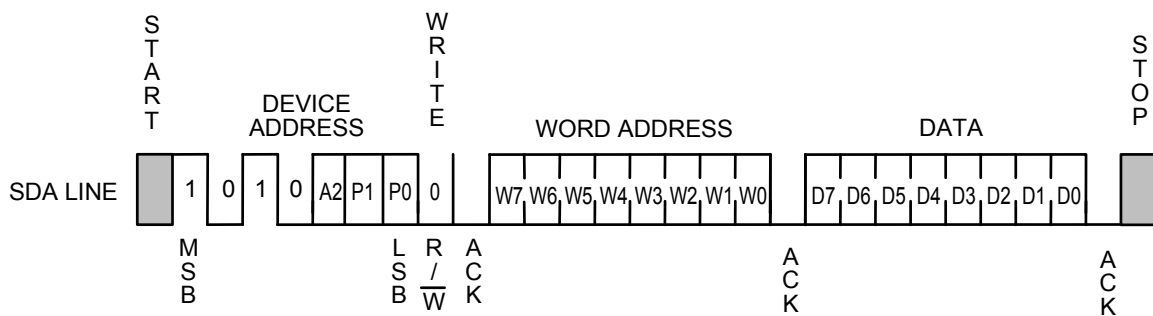 START
WRITE
STOP
DEVICE
ADDRESS
WORD ADDRESS
DATA
SDA LINE
1 0 1 0 A2 P1 P0 0 W7 W6 W5 W4 W3 W2 W1 W0 D7 D6 D5 D4 D3 D2 D1 D0
MSB
LSB
R/W̅
ACK
ACK
ACK